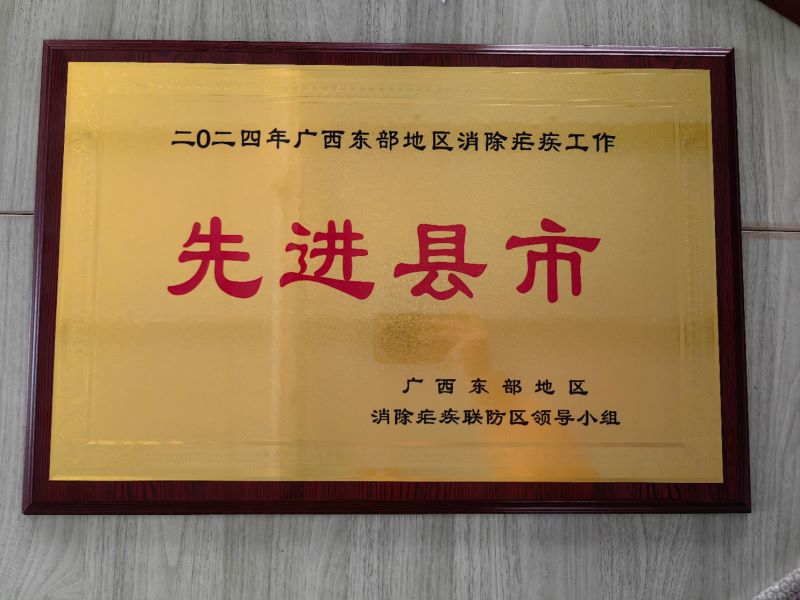 二0二四年广西东部地区消除疟疾工作
先进县市
广西东部地区
消除疟疾联防区领导小组